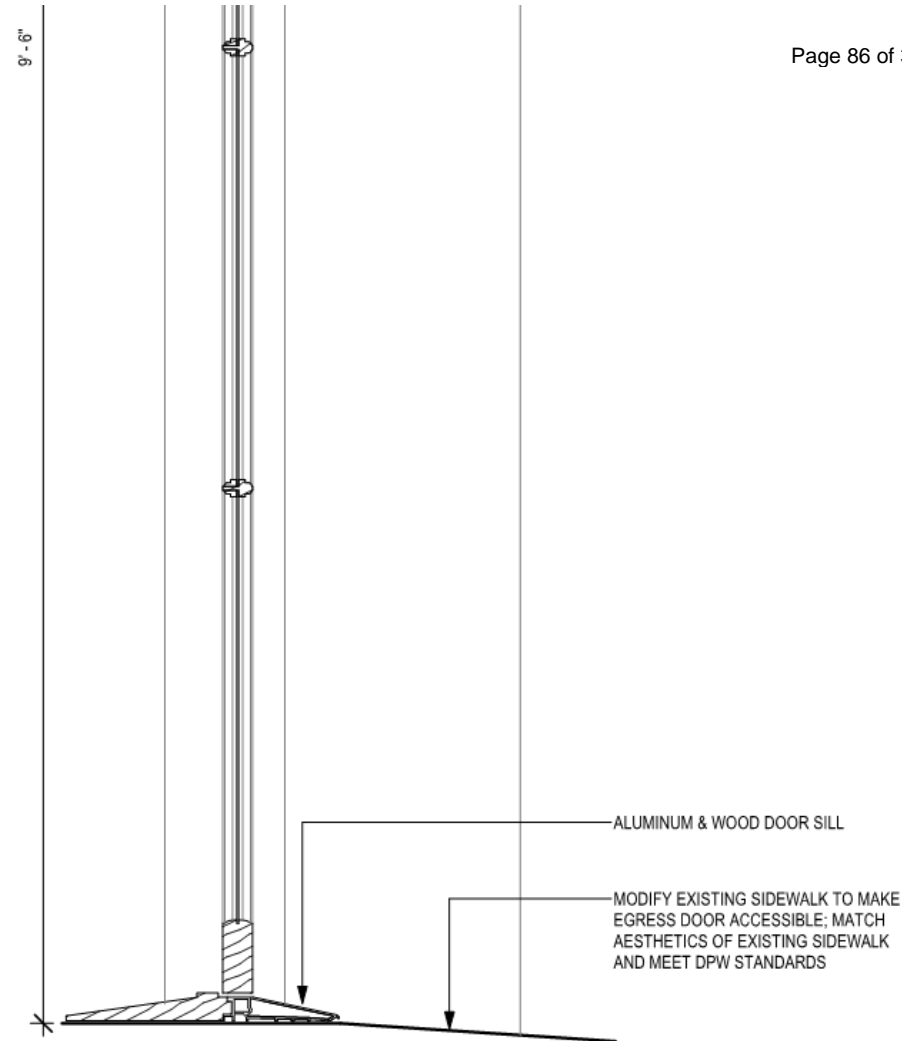 9' - 6"
Page 86 of
ALUMINUM & WOOD DOOR SILL
MODIFY EXISTING SIDEWALK TO MAKE
EGRESS DOOR ACCESSIBLE; MATCH
AESTHETICS OF EXISTING SIDEWALK
AND MEET DPW STANDARDS